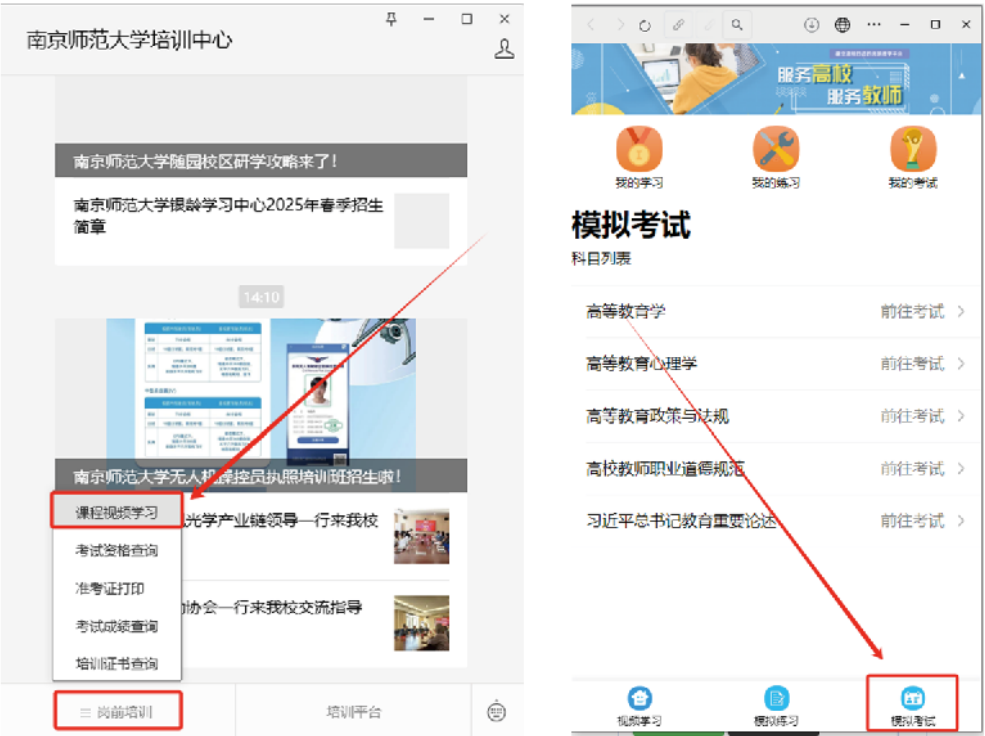 南京师范大学培训中心
南京师范大学随园校区研学攻略来了！
南京师范大学银龄学习中心2025年春季招生
简章
14:10
南京师范大学无人机操控员执照培训班招生啦！
光学产业链领导一行来我校
协会一行来我校交流指导
课程视频学习
考试资格查询
准考证打印
考试成绩查询
培训证书查询
岗前培训
培训平台
服务高校
服务教师
我的学习
我的练习
我的考试
模拟考试
科目列表
高等教育学 前往考试
高等教育心理学 前往考试
高等教育政策与法规 前往考试
高校教师职业道德规范 前往考试
习近平总书记教育重要论述 前往考试
视频学习
模拟练习
模拟考试